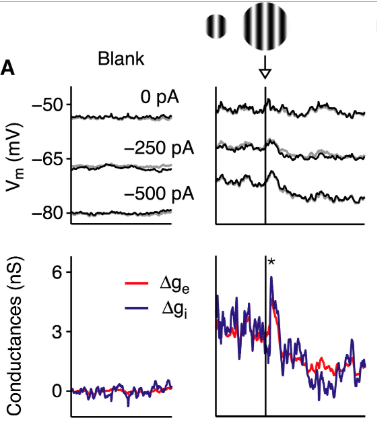 A
Blank
V_m (mV)
−50
−65
−80
0 pA
−250 pA
−500 pA
*
Conductances (nS)
6
3
0
Δg_e
Δg_i